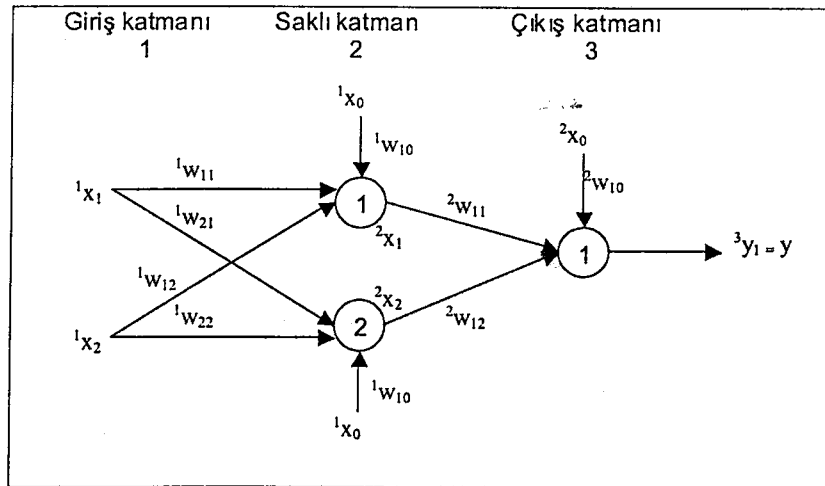 Giriş katmanı Saklı katman Çıkış katmanı
1 2 3
¹x₀
¹w₁₀
²x₀
²w₁₀
¹w₁₁
¹x₁
1
²w₁₁
¹w₂₁
²x₁
1
³y₁ = y
¹w₁₂
²x₂
¹w₂₂
²w₁₂
¹x₂
2
¹w₁₀
¹x₀